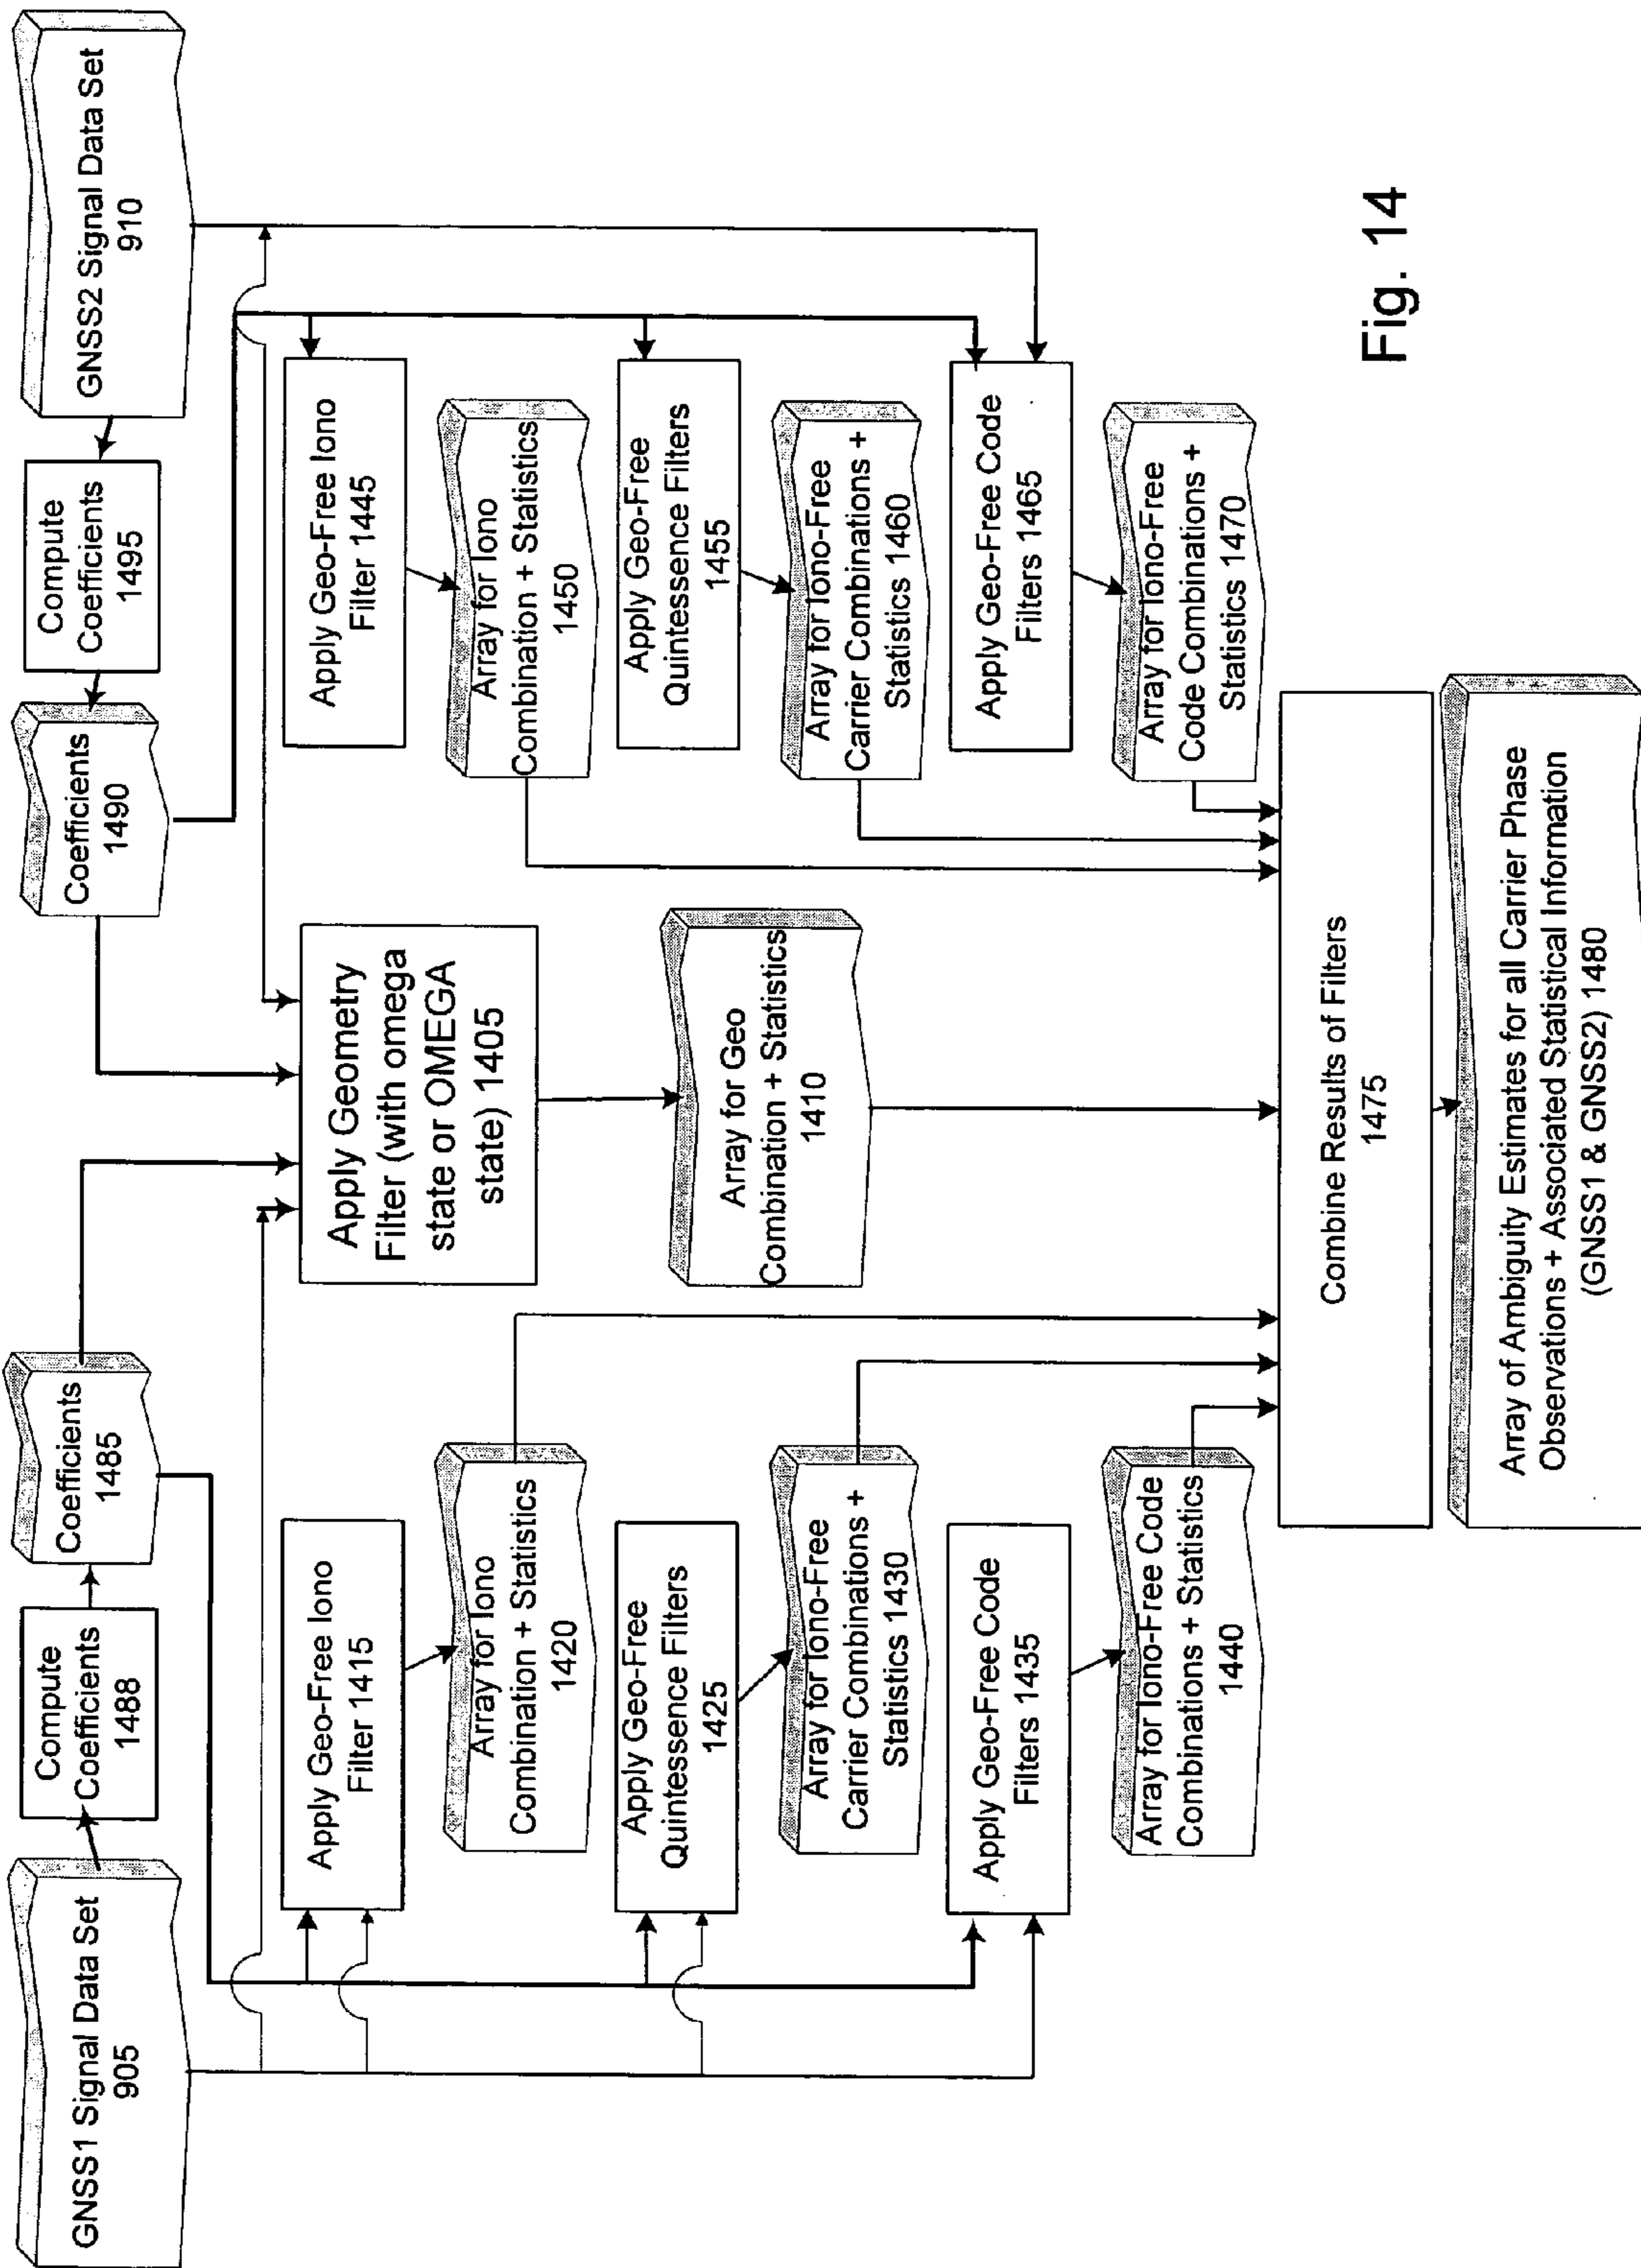 GNSS1 Signal Data Set
905
Compute
Coefficients
1488
Coefficients
1485
Coefficients
1490
Compute
Coefficients
1495
GNSS2 Signal Data Set
910
Apply Geo-Free Iono
Filter 1415
Array for Iono
Combination + Statistics
1420
Apply Geo-Free
Quintessence Filters
1425
Array for Iono-Free
Carrier Combinations +
Statistics 1430
Apply Geo-Free Code
Filters 1435
Array for Iono-Free Code
Combinations + Statistics
1440
Apply Geometry
Filter (with omega
state or OMEGA
state) 1405
Array for Geo
Combination + Statistics
1410
Apply Geo-Free Iono
Filter 1445
Array for Iono
Combination + Statistics
1450
Apply Geo-Free
Quintessence Filters
1455
Array for Iono-Free
Carrier Combinations +
Statistics 1460
Apply Geo-Free Code
Filters 1465
Array for Iono-Free
Code Combinations +
Statistics 1470
Combine Results of Filters
1475
Array of Ambiguity Estimates for all Carrier Phase
Observations + Associated Statistical Information
(GNSS1 & GNSS2) 1480
Fig. 14